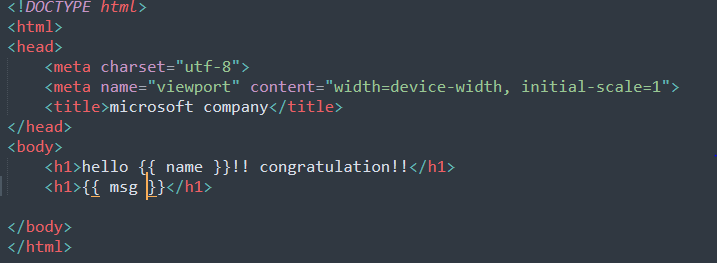 <!DOCTYPE html>
<html>
<head>
    <meta charset="utf-8">
    <meta name="viewport" content="width=device-width, initial-scale=1">
    <title>microsoft company</title>
</head>
<body>
    <h1>hello {{ name }}!! congratulation!!</h1>
    <h1>{{ msg }}</h1>

</body>
</html>